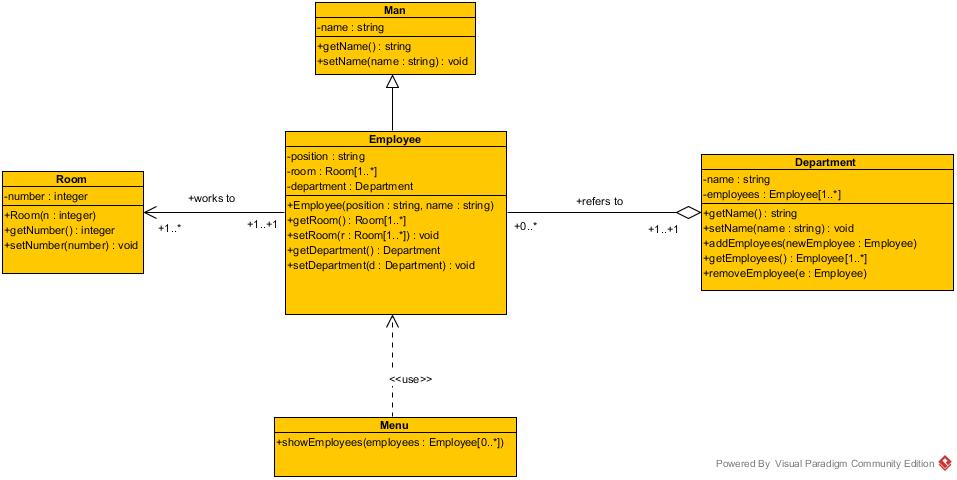 Man
-name : string
+getName() : string
+setName(name : string) : void
Employee
-position : string
-room : Room[1..*]
-department : Department
+Employee(position : string, name : string)
+getRoom() : Room[1..*]
+setRoom(r : Room[1..*]) : void
+getDepartment() : Department
+setDepartment(d : Department) : void
Room
-number : integer
+Room(n : integer)
+getNumber() : integer
+setNumber(number) : void
+works to
+1..*
+1..+1
+refers to
+0..*
+1..+1
Department
-name : string
-employees : Employee[1..*]
+getName() : string
+setName(name : string) : void
+addEmployees(newEmployee : Employee)
+getEmployees() : Employee[1..*]
+removeEmployee(e : Employee)
<<use>>
Menu
+showEmployees(employees : Employee[0..*])
Powered By Visual Paradigm Community Edition